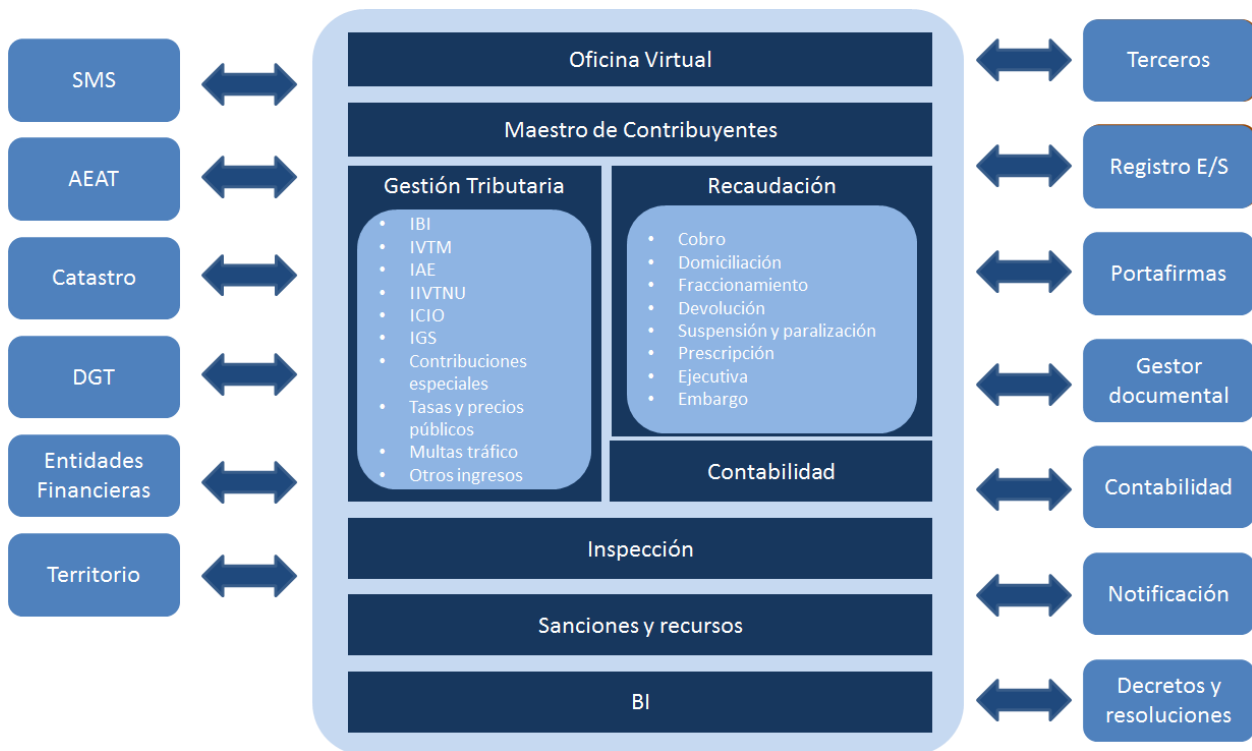 SMS
AEAT
Catastro
DGT
Entidades
Financieras
Territorio
Oficina Virtual
Maestro de Contribuyentes
Gestión Tributaria
• IBI
• IVTM
• IAE
• IIVTNU
• ICIO
• IGS
• Contribuciones
especiales
• Tasas y precios
públicos
• Multas tráfico
• Otros ingresos
Recaudación
• Cobro
• Domiciliación
• Fraccionamiento
• Devolución
• Suspensión y paralización
• Prescripción
• Ejecutiva
• Embargo
Contabilidad
Inspección
Sanciones y recursos
BI
Terceros
Registro E/S
Portafirmas
Gestor
documental
Contabilidad
Notificación
Decretos y
resoluciones